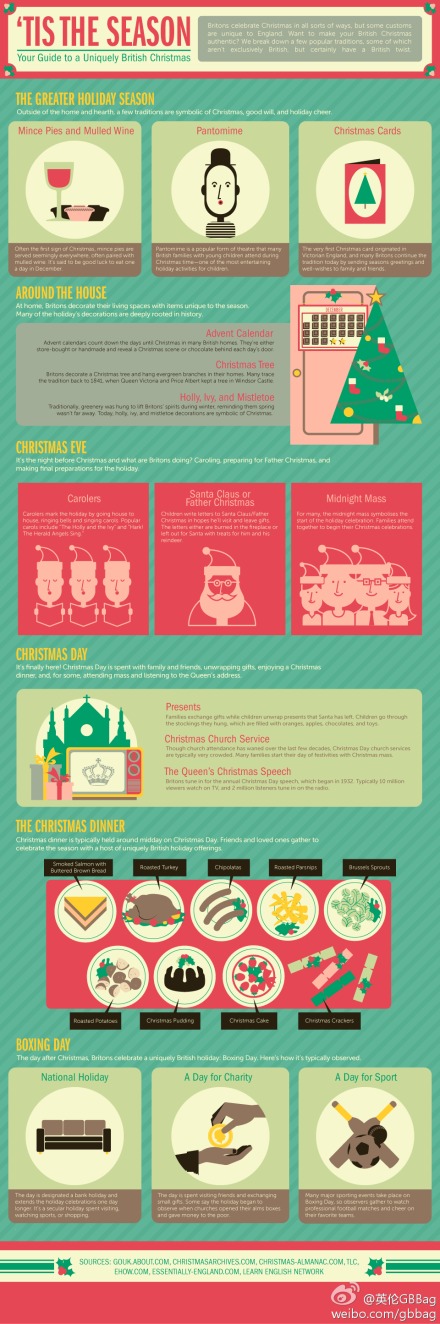 'TIS THE SEASON
Your Guide to a Uniquely British Christmas
Britons celebrate Christmas in all sorts of ways, but some customs
are unique to England. Want to make your British Christmas
authentic? We break down a few popular traditions, some of which
aren't exclusively British, but certainly have a British twist.
THE GREATER HOLIDAY SEASON
Outside of the home and hearth, a few traditions are symbolic of Christmas, good will, and holiday cheer.
Mince Pies and Mulled Wine
Often the first sign of Christmas, mince pies are
served seemingly everywhere, often paired with
mulled wine. It's said to be good luck to eat one
a day in December.
Pantomime
Pantomime is a popular form of theatre that many
British families with young children attend during
Christmas time—one of the most entertaining
holiday activities for children.
Christmas Cards
The very first Christmas card originated in
Victorian England, and many Britons continue the
tradition today by sending seasons greetings and
well-wishes to family and friends.
AROUND THE HOUSE
At home, Britons decorate their living spaces with items unique to the season.
Many of the holiday's decorations are deeply rooted in history.
Advent Calendar
Advent calendars count down the days until Christmas in many British homes. They're either
store-bought or handmade and reveal a Christmas scene or chocolate behind each day's door.
Christmas Tree
Britons decorate a Christmas tree and hang evergreen branches in their homes. Many trace
the tradition back to 1841, when Queen Victoria and Prince Albert kept a tree in Windsor Castle.
Holly, Ivy, and Mistletoe
Traditionally, greenery was hung to lift Britons' spirits during winter, reminding them spring
wasn't far away. Today, holly, ivy, and mistletoe decorations are symbolic of Christmas.
DECEMBER
CHRISTMAS EVE
It's the night before Christmas and what are Britons doing? Caroling, preparing for Father Christmas, and
making final preparations for the holiday.
Carolers
Carolers mark the holiday by going house to
house, ringing bells and singing carols. Popular
carols include "The Holly and the Ivy" and "Hark!
The Herald Angels Sing."
Santa Claus or
Father Christmas
Children write letters to Santa Claus/Father
Christmas in hopes he'll visit and leave gifts.
The letters either are burned in the fireplace or
left out for Santa with treats for him and his
reindeer.
Midnight Mass
For many, the midnight mass symbolises the
start of the holiday celebration. Families attend
together to begin their Christmas celebrations.
CHRISTMAS DAY
It's finally here! Christmas Day is spent with family and friends, unwrapping gifts, enjoying a Christmas
dinner, and, for some, attending mass and listening to the Queen's address.
Presents
Families exchange gifts while children unwrap presents that Santa has left. Children go through
the stockings they hung, which are filled with oranges, apples, chocolates, and toys.
Christmas Church Service
Though church attendance has waned over the last few decades, Christmas Day church services
are typically very crowded. Many families start their day of festivities with Christmas mass.
The Queen's Christmas Speech
Britons tune in for the annual Christmas Day speech, which began in 1932. Typically 10 million
viewers watch on TV, and 2 million listeners tune in on the radio.
THE CHRISTMAS DINNER
Christmas dinner is typically held around midday on Christmas Day. Friends and loved ones gather to
celebrate the season with a host of uniquely British holiday offerings.
Smoked Salmon with
Buttered Brown Bread
Roasted Turkey
Chipolatas
Roasted Parsnips
Brussels Sprouts
Roasted Potatoes
Christmas Pudding
Christmas Cake
Christmas Crackers
BOXING DAY
The day after Christmas, Britons celebrate a uniquely British holiday: Boxing Day. Here's how it's typically observed.
National Holiday
The day is designated a bank holiday and
extends the holiday celebrations one day
longer. It's a secular holiday spent visiting,
watching sports, or shopping.
A Day for Charity
The day is spent visiting friends and exchanging
small gifts. Some say the holiday began to
observe when churches opened their alms boxes
and gave money to the poor.
A Day for Sport
Many major sporting events take place on
Boxing Day, so observers gather to watch
professional football matches and cheer on
their favorite teams.
SOURCES: GOUK.ABOUT.COM, CHRISTMASARCHIVES.COM, CHRISTMAS-ALMANAC.COM, TLC,
EHOW.COM, ESSENTIALLY-ENGLAND.COM, LEARN ENGLISH NETWORK
@英伦GBBag
weibo.com/gbbag